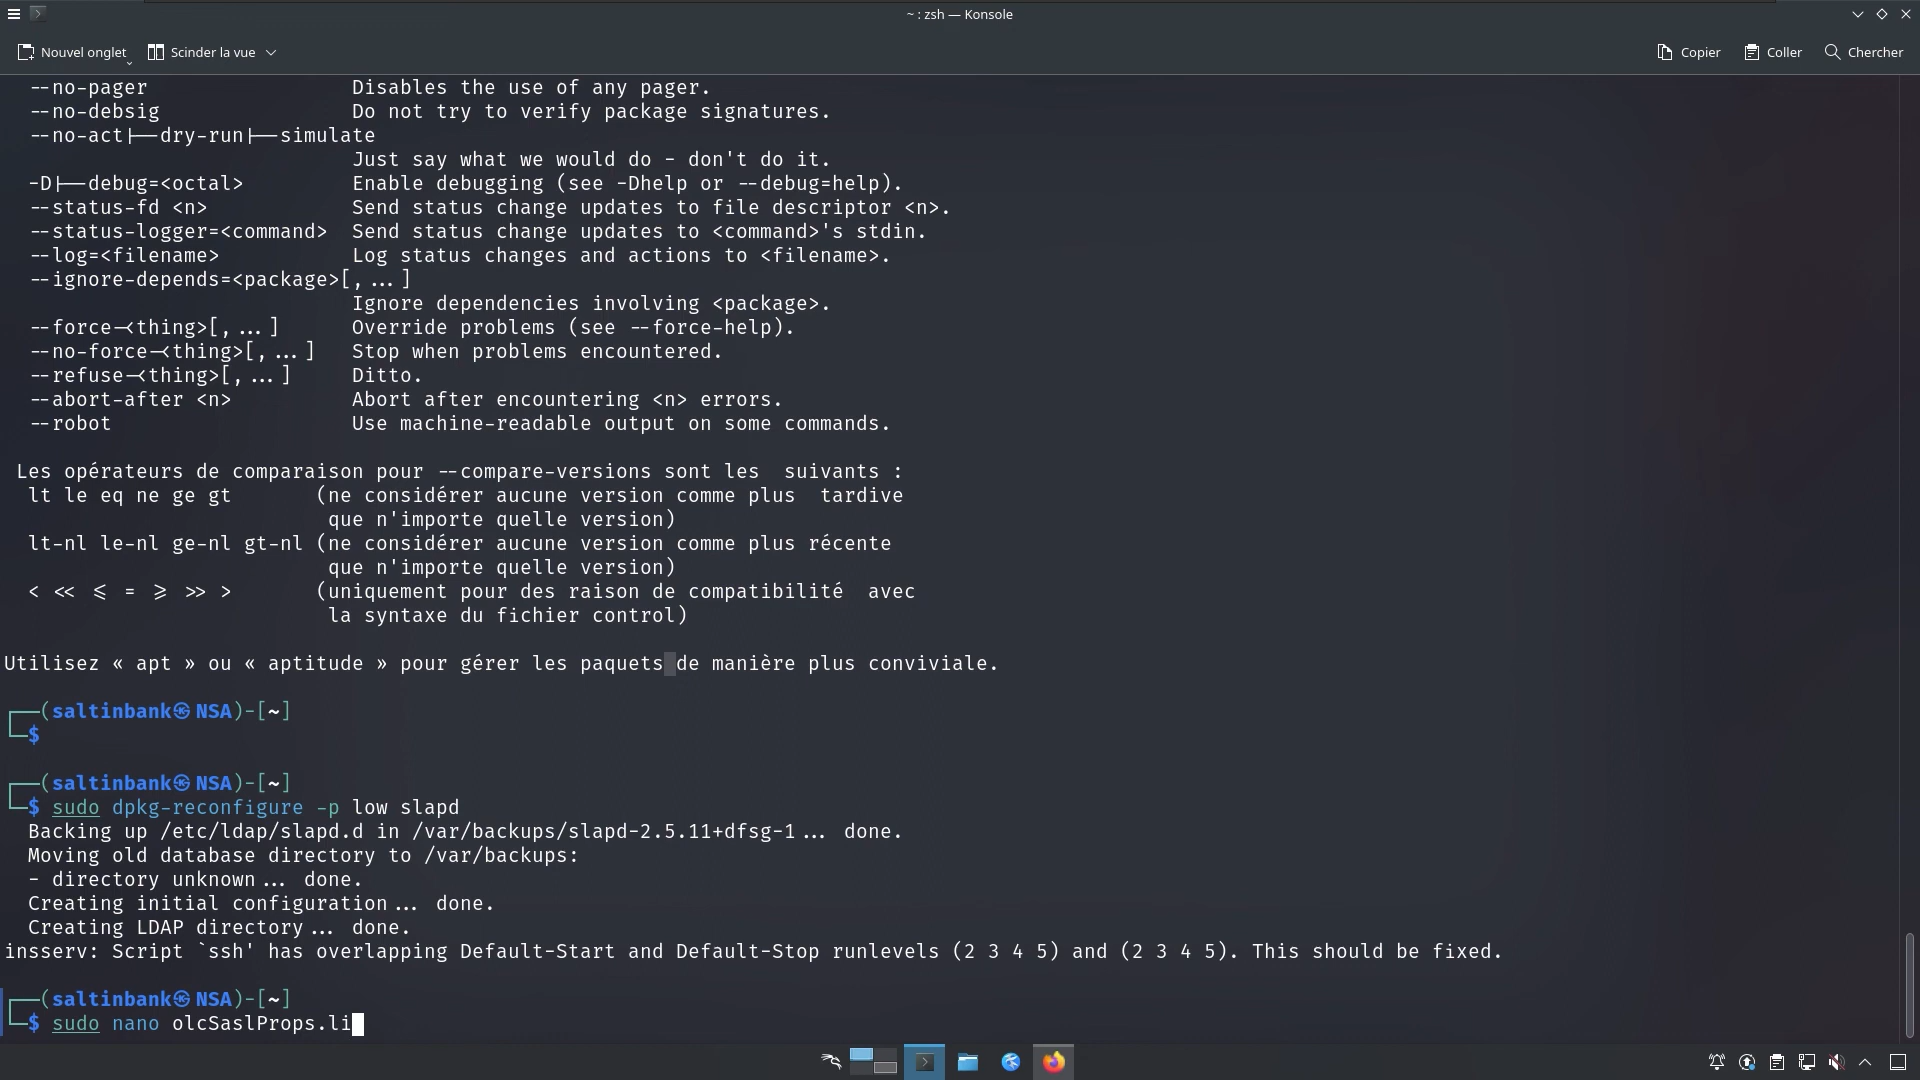 ~ : zsh — Konsole
Nouvel onglet Scinder la vue Copier Coller Chercher
--no-pager Disables the use of any pager.
--no-debsig Do not try to verify package signatures.
--no-act|--dry-run|--simulate
Just say what we would do - don't do it.
-D|--debug=<octal> Enable debugging (see -Dhelp or --debug=help).
--status-fd <n> Send status change updates to file descriptor <n>.
--status-logger=<command> Send status change updates to <command>'s stdin.
--log=<filename> Log status changes and actions to <filename>.
--ignore-depends=<package>[,...]
Ignore dependencies involving <package>.
--force-<thing>[,...] Override problems (see --force-help).
--no-force-<thing>[,...] Stop when problems encountered.
--refuse-<thing>[,...] Ditto.
--abort-after <n> Abort after encountering <n> errors.
--robot Use machine-readable output on some commands.
Les opérateurs de comparaison pour --compare-versions sont les  suivants :
lt le eq ne ge gt (ne considérer aucune version comme plus  tardive
que n'importe quelle version)
lt-nl le-nl ge-nl gt-nl (ne considérer aucune version comme plus récente
que n'importe quelle version)
< << <= = >= >> > (uniquement pour des raison de compatibilité  avec
la syntaxe du fichier control)
Utilisez « apt » ou « aptitude » pour gérer les paquets de manière plus conviviale.
┌──(saltinbank㉿NSA)-[~]
└─$
┌──(saltinbank㉿NSA)-[~]
└─$ sudo dpkg-reconfigure -p low slapd
Backing up /etc/ldap/slapd.d in /var/backups/slapd-2.5.11+dfsg-1... done.
Moving old database directory to /var/backups:
- directory unknown... done.
Creating initial configuration... done.
Creating LDAP directory... done.
insserv: Script `ssh' has overlapping Default-Start and Default-Stop runlevels (2 3 4 5) and (2 3 4 5). This should be fixed.
┌──(saltinbank㉿NSA)-[~]
└─$ sudo nano olcSaslProps.li